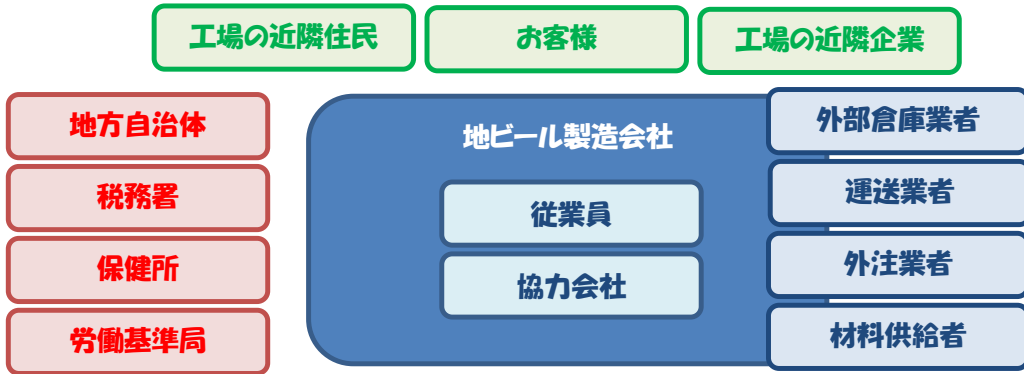 工場の近隣住民
お客様
工場の近隣企業
地方自治体
税務署
保健所
労働基準局
地ビール製造会社
従業員
協力会社
外部倉庫業者
運送業者
外注業者
材料供給者